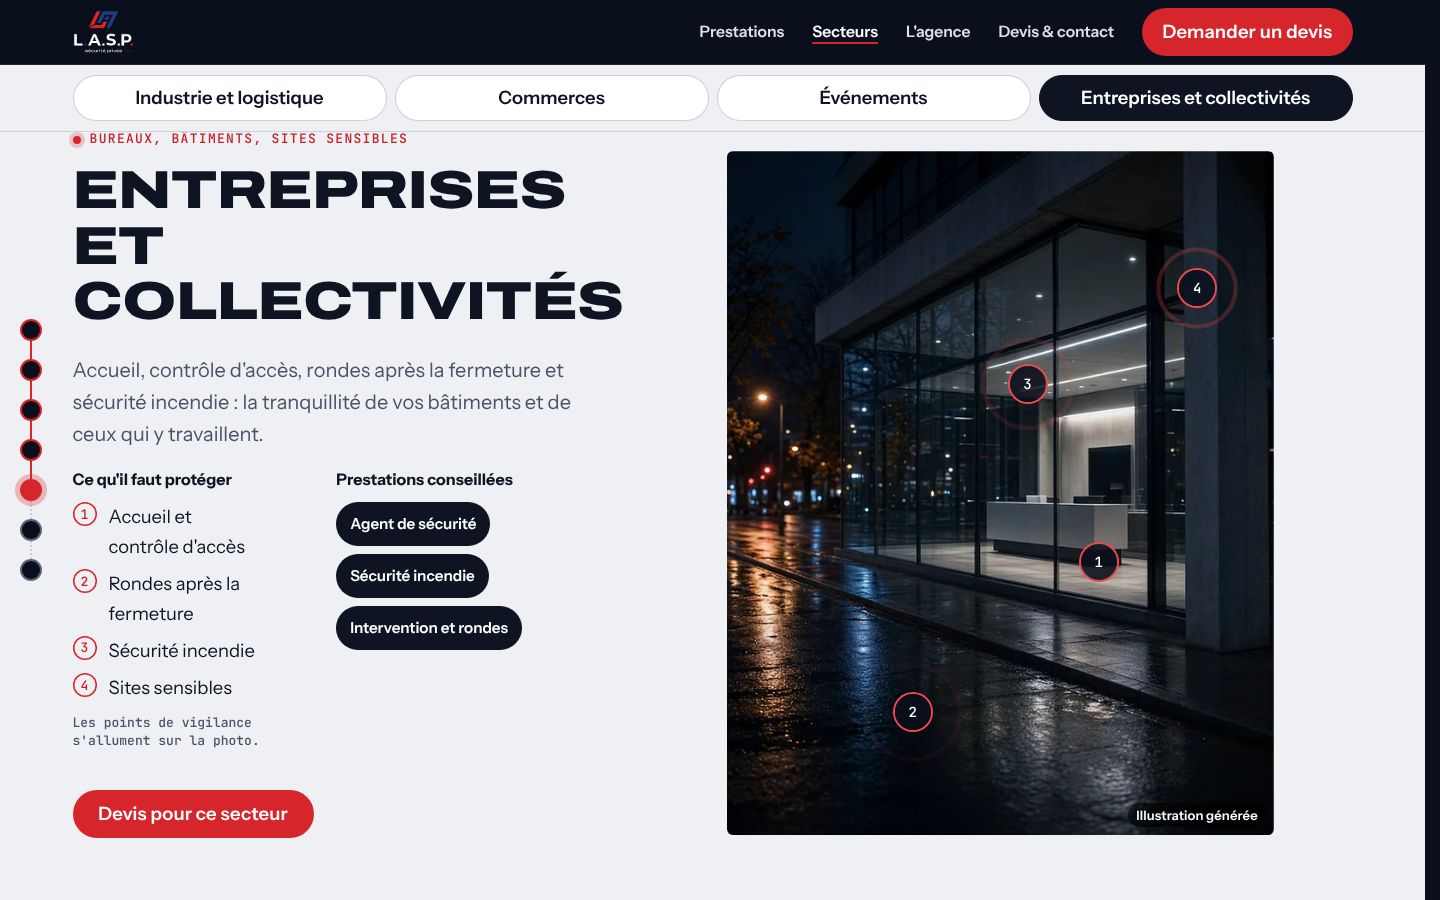 L.A.S.P.
sécurité privée
Prestations
Secteurs
L'agence
Devis & contact
Demander un devis
Industrie et logistique
Commerces
Événements
Entreprises et collectivités
BUREAUX, BÂTIMENTS, SITES SENSIBLES
ENTREPRISES
ET
COLLECTIVITÉS
Accueil, contrôle d'accès, rondes après la fermeture et
sécurité incendie : la tranquillité de vos bâtiments et de
ceux qui y travaillent.
Ce qu'il faut protéger
1 Accueil et
contrôle d'accès
2 Rondes après la
fermeture
3 Sécurité incendie
4 Sites sensibles
Les points de vigilance
s'allument sur la photo.
Prestations conseillées
Agent de sécurité
Sécurité incendie
Intervention et rondes
Devis pour ce secteur
4
3
1
2
Illustration générée